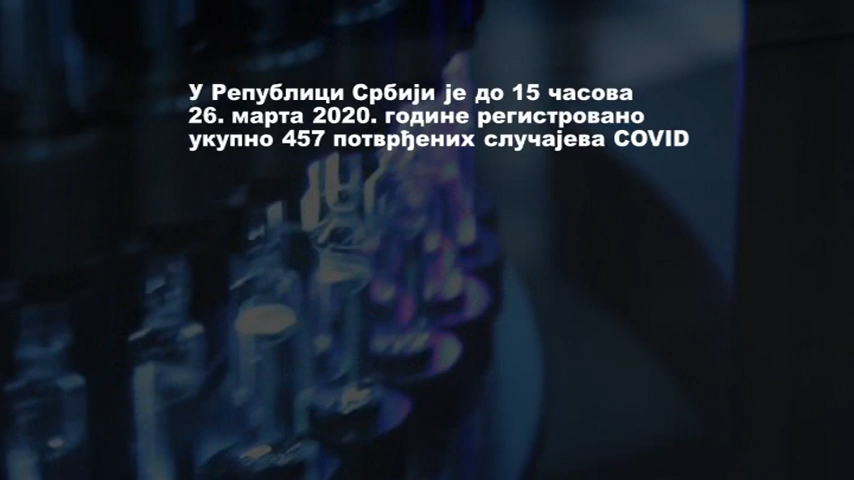 У Републици Србији је до 15 часова
26. марта 2020. године регистровано
укупно 457 потврђених случајева COVID